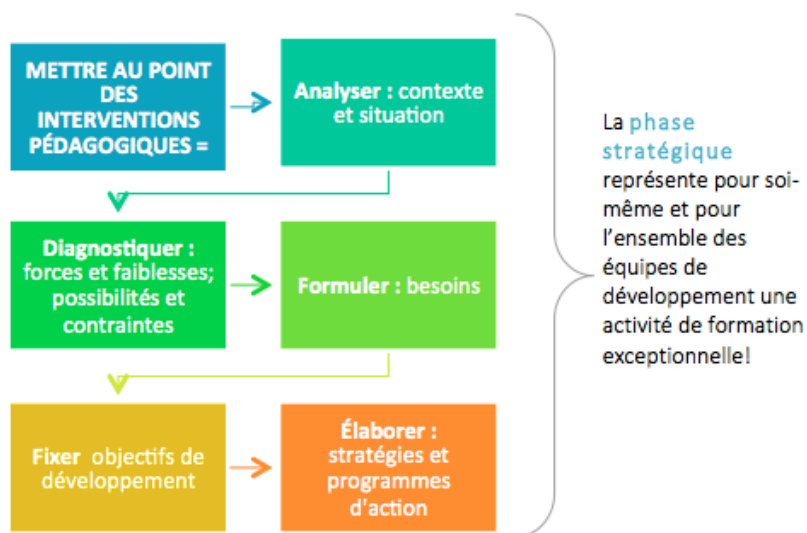 METTRE AU POINT
DES
INTERVENTIONS
PÉDAGOGIQUES =
Analyser : contexte
et situation
Diagnostiquer :
forces et faiblesses;
possibilités et
contraintes
Formuler : besoins
Fixer objectifs de
développement
Élaborer :
stratégies et
programmes
d'action
La phase
stratégique
représente pour soi-
même et pour
l'ensemble des
équipes de
développement une
activité de formation
exceptionnelle!